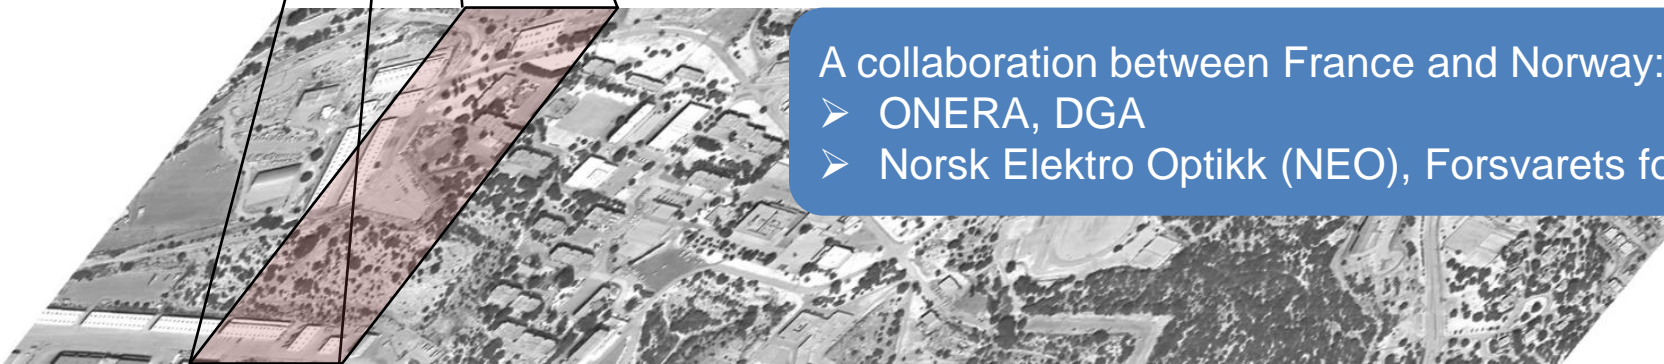 A collaboration between France and Norway:
➢ ONERA, DGA
➢ Norsk Elektro Optikk (NEO), Forsvarets